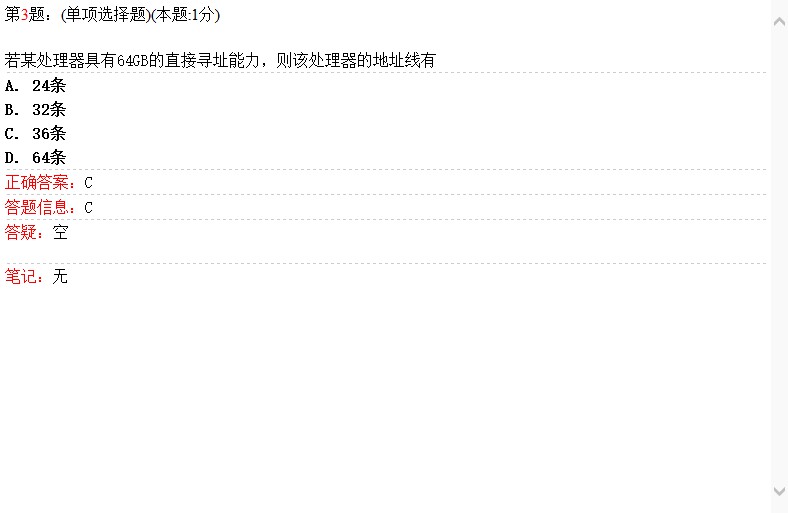 第3题：(单项选择题)(本题:1分)
若某处理器具有64GB的直接寻址能力，则该处理器的地址线有
A. 24条
B. 32条
C. 36条
D. 64条
正确答案：C
答题信息：C
答疑：空
笔记：无